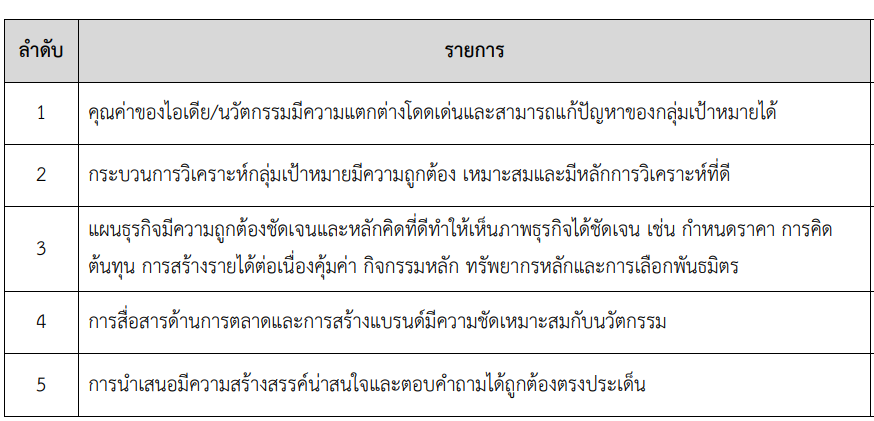 ลำดับ รายการ
1 คุณค่าของไอเดีย/นวัตกรรมมีความแตกต่างโดดเด่นและสามารถแก้ปัญหาของกลุ่มเป้าหมายได้
2 กระบวนการวิเคราะห์กลุ่มเป้าหมายมีความถูกต้อง เหมาะสมและมีหลักการวิเคราะห์ที่ดี
3 แผนธุรกิจมีความถูกต้องชัดเจนและหลักคิดที่ดีทำให้เห็นภาพธุรกิจได้ชัดเจน เช่น กำหนดราคา การคิด
ต้นทุน การสร้างรายได้ต่อเนื่องคุ้มค่า กิจกรรมหลัก ทรัพยากรหลักและการเลือกพันธมิตร
4 การสื่อสารด้านการตลาดและการสร้างแบรนด์มีความชัดเหมาะสมกับนวัตกรรม
5 การนำเสนอมีความสร้างสรรค์น่าสนใจและตอบคำถามได้ถูกต้องตรงประเด็น